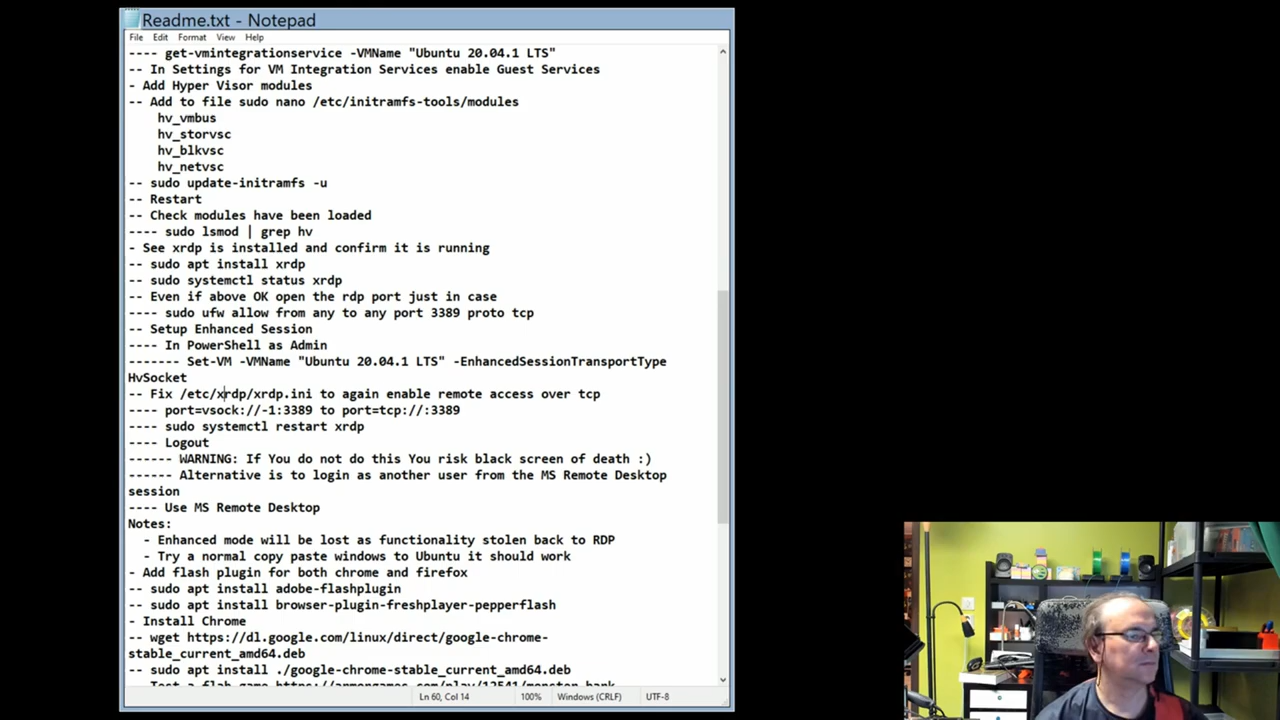 Readme.txt - Notepad
File Edit Format View Help
---- get-vmintegrationservice -VMName "Ubuntu 20.04.1 LTS"
-- In Settings for VM Integration Services enable Guest Services
- Add Hyper Visor modules
-- Add to file sudo nano /etc/initramfs-tools/modules
hv_vmbus
hv_storvsc
hv_blkvsc
hv_netvsc
-- sudo update-initramfs -u
-- Restart
-- Check modules have been loaded
---- sudo lsmod | grep hv
- See xrdp is installed and confirm it is running
-- sudo apt install xrdp
-- sudo systemctl status xrdp
-- Even if above OK open the rdp port just in case
---- sudo ufw allow from any to any port 3389 proto tcp
-- Setup Enhanced Session
---- In PowerShell as Admin
------- Set-VM -VMName "Ubuntu 20.04.1 LTS" -EnhancedSessionTransportType
HvSocket
-- Fix /etc/xrdp/xrdp.ini to again enable remote access over tcp
---- port=vsock://-1:3389 to port=tcp://:3389
---- sudo systemctl restart xrdp
---- Logout
------ WARNING: If You do not do this You risk black screen of death :)
------ Alternative is to login as another user from the MS Remote Desktop
session
---- Use MS Remote Desktop
Notes:
- Enhanced mode will be lost as functionality stolen back to RDP
- Try a normal copy paste windows to Ubuntu it should work
- Add flash plugin for both chrome and firefox
-- sudo apt install adobe-flashplugin
-- sudo apt install browser-plugin-freshplayer-pepperflash
- Install Chrome
-- wget https://dl.google.com/linux/direct/google-chrome-
stable_current_amd64.deb
-- sudo apt install ./google-chrome-stable_current_amd64.deb
Ln 60, Col 14 100% Windows (CRLF) UTF-8